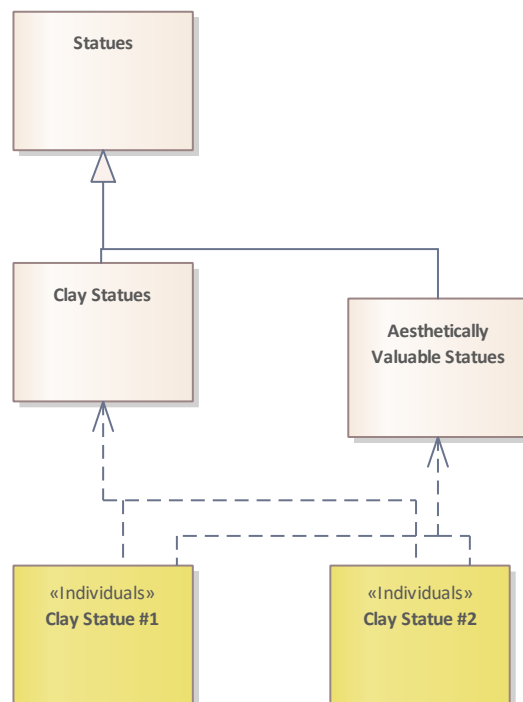 Statues
Clay Statues
Aesthetically
Valuable Statues
«Individuals»
Clay Statue #1
«Individuals»
Clay Statue #2